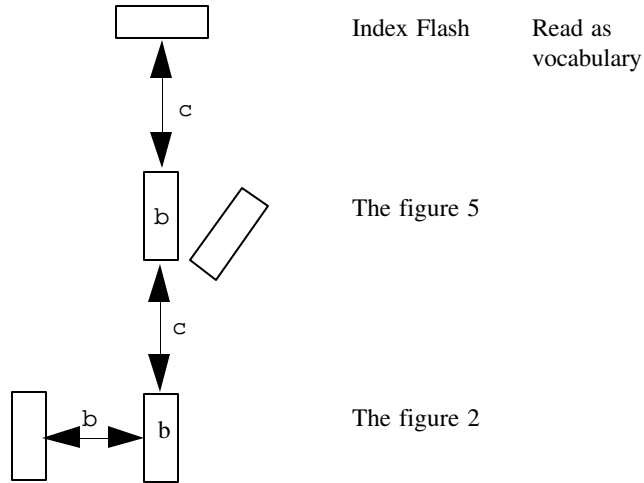 Index Flash Read as
vocabulary
c
b
The figure 5
c
b
b
The figure 2